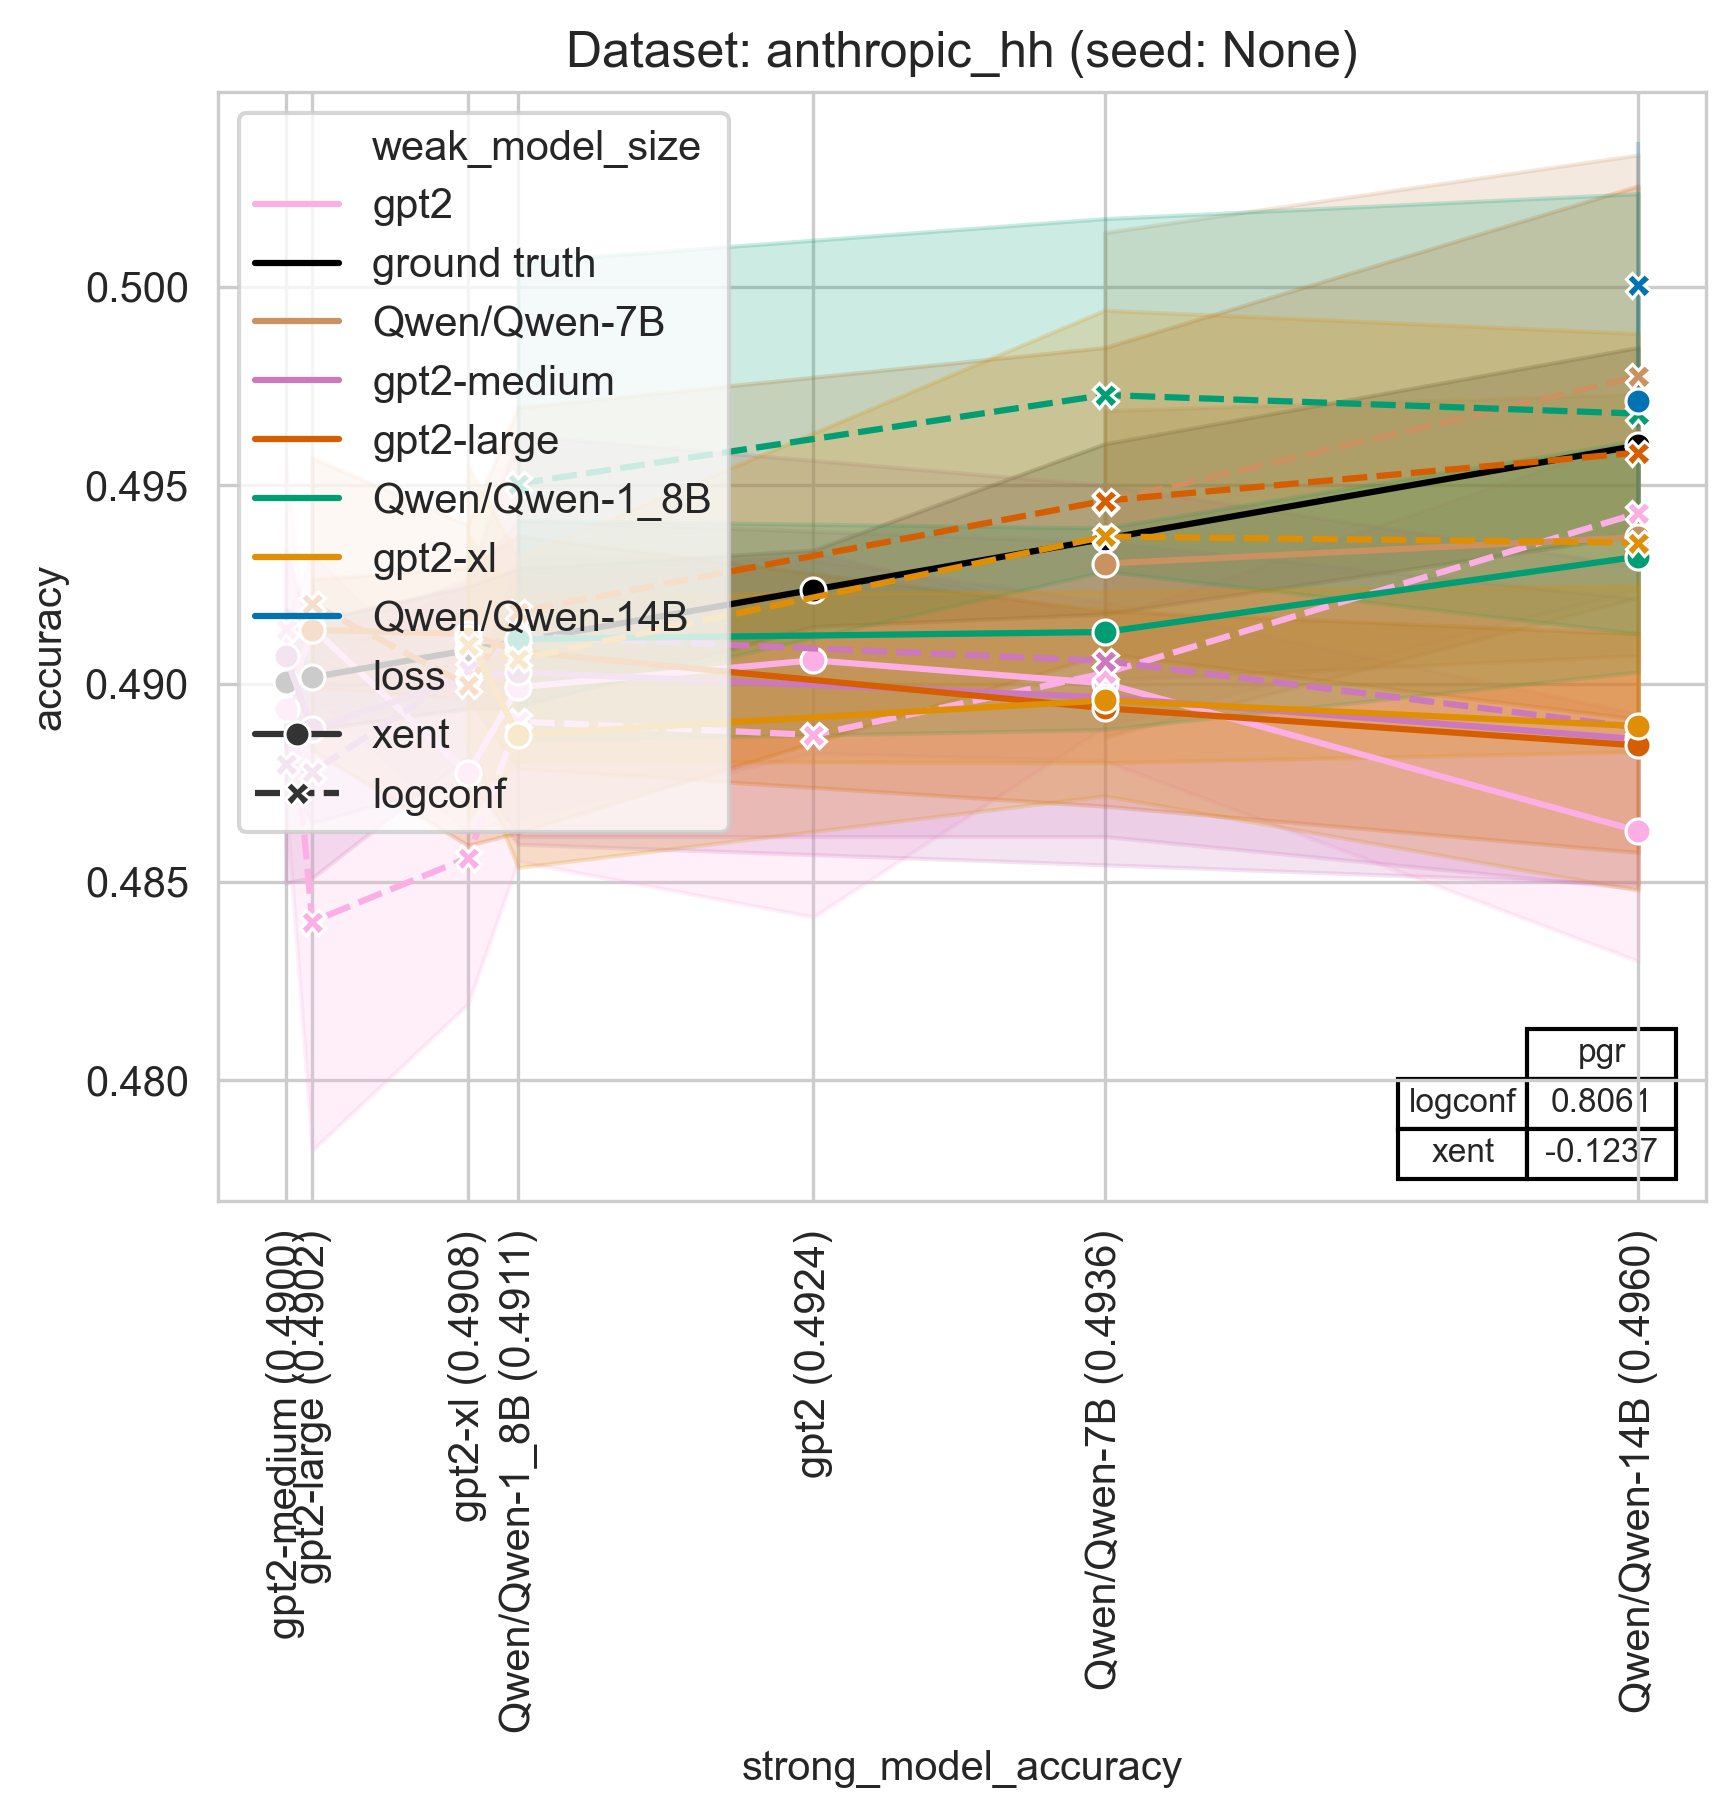 Dataset: anthropic_hh (seed: None)
weak_model_size
gpt2
ground truth
Qwen/Qwen-7B
gpt2-medium
gpt2-large
Qwen/Qwen-1_8B
gpt2-xl
Qwen/Qwen-14B
loss
xent
logconf
accuracy
0.500
0.495
0.490
0.485
0.480
pgr
logconf 0.8061
xent -0.1237
gpt2-medium (0.4900)
gpt2-large (0.4902)
gpt2-xl (0.4908)
Qwen/Qwen-1_8B (0.4911)
gpt2 (0.4924)
Qwen/Qwen-7B (0.4936)
Qwen/Qwen-14B (0.4960)
strong_model_accuracy